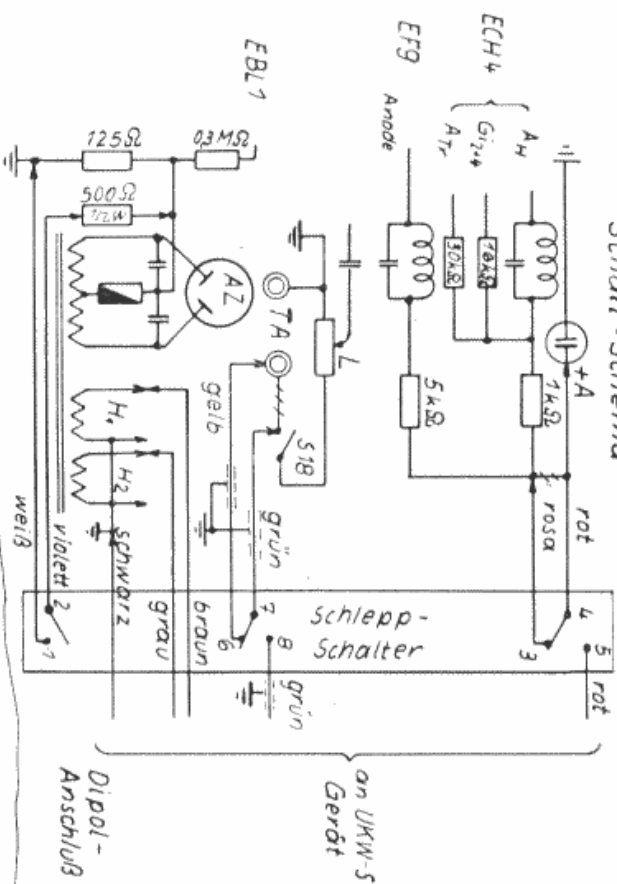 Schalt-Schema
ECH4
AH
Gi2+4
ATr
EF9
Anode
+A
10kΩ
30kΩ
1kΩ
5kΩ
rot
rosa
EBL1
0,3MΩ
125Ω
500Ω
1/2W
AZ
TA
L
S18
gelb
grün
H1
H2
weiß
violett
schwarz
grau
braun
Schlepp-
Schalter
1
2
3
4
5
6
7
8
rot
grün
an UKW-S
Gerät
Dipol-
Anschluß